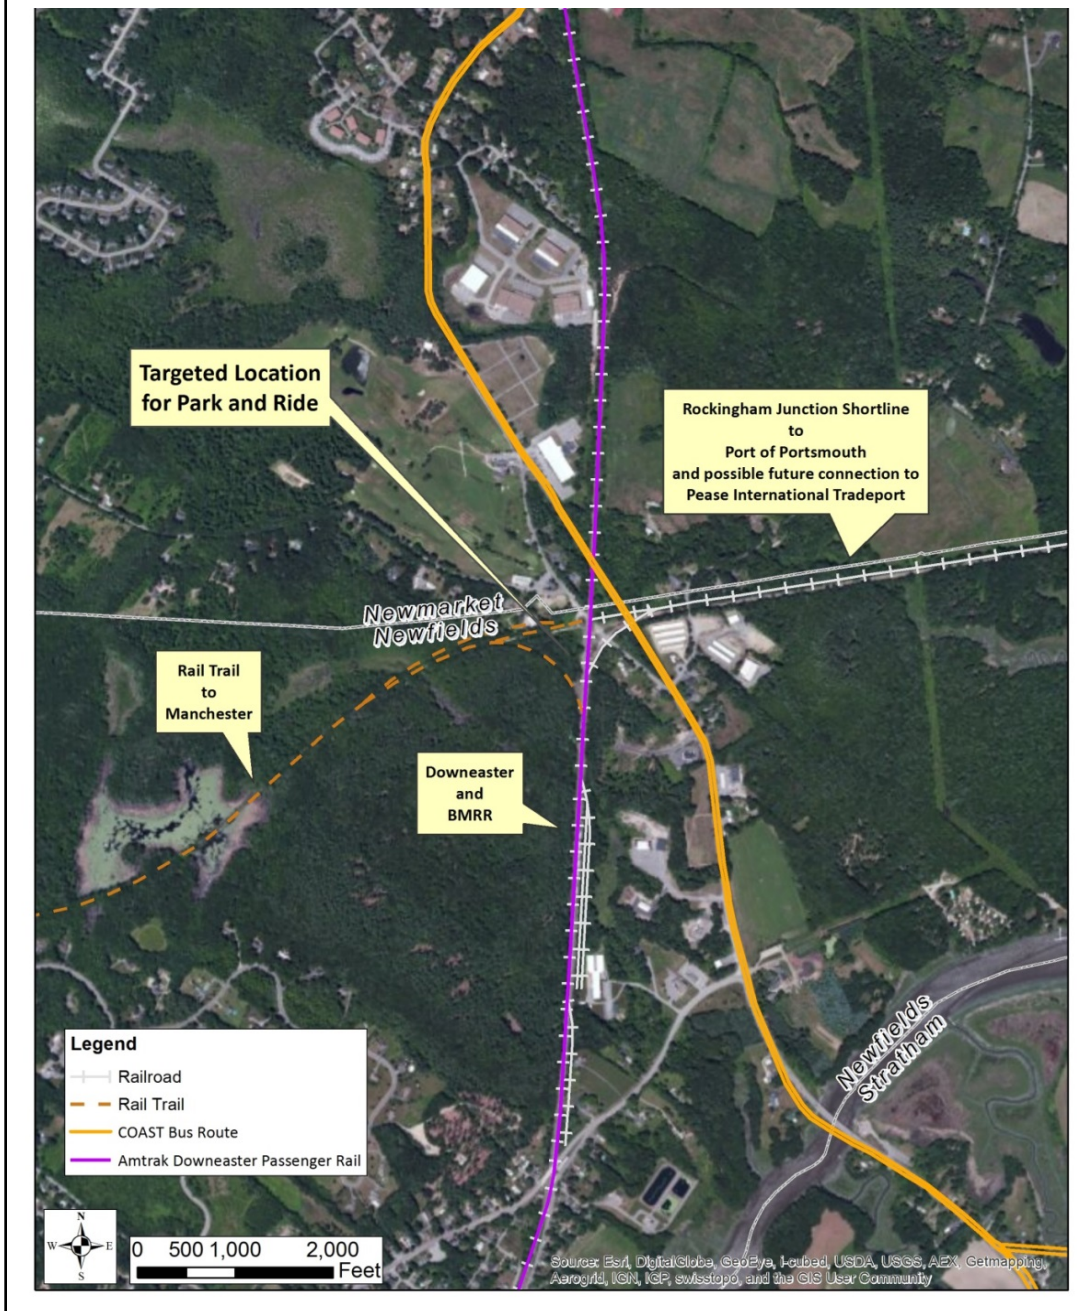 Targeted Location
for Park and Ride
Rockingham Junction Shortline
to
Port of Portsmouth
and possible future connection to
Pease International Tradeport
Newmarket
Newfields
Rail Trail
to
Manchester
Downeaster
and
BMRR
Newfields
Stratham
Legend
Railroad
Rail Trail
COAST Bus Route
Amtrak Downeaster Passenger Rail
N
W E
S
0 500 1,000 2,000
Feet
Source: Esri, DigitalGlobe, GeoEye, i-cubed, USDA, USGS, AEX, Getmapping,
Aerogrid, IGN, IGP, swisstopo, and the GIS User Community